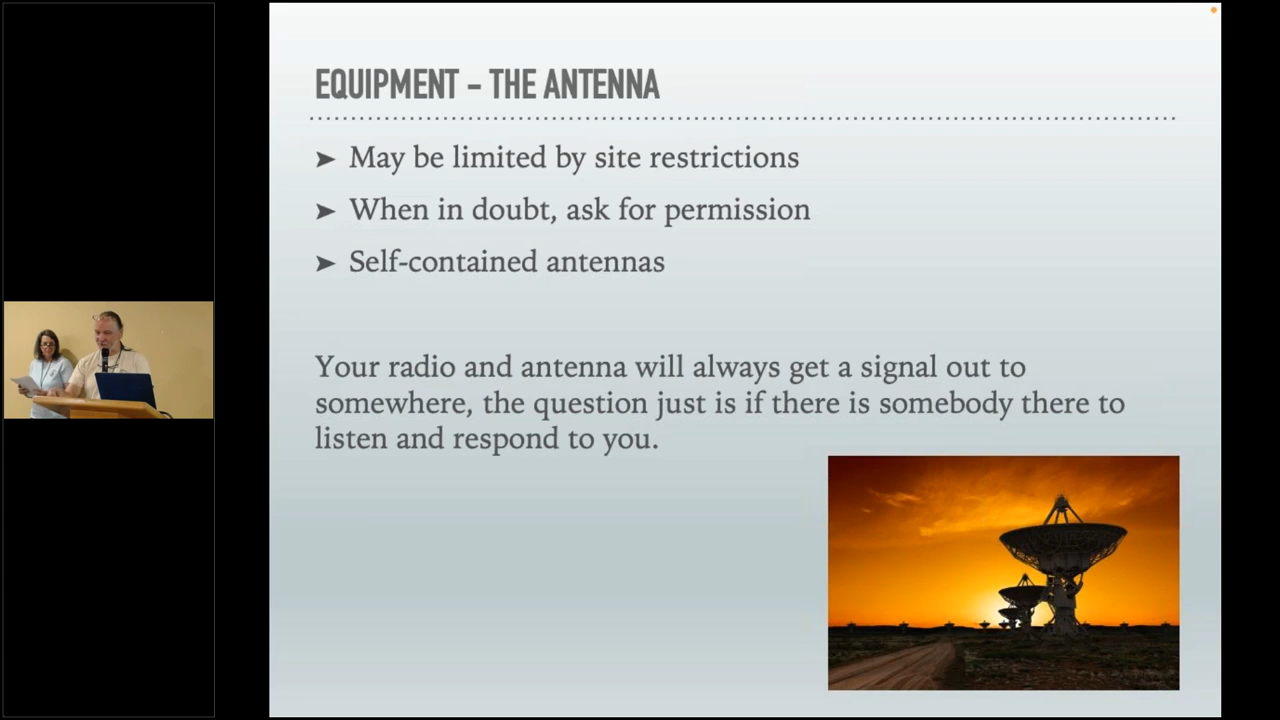 EQUIPMENT – THE ANTENNA
➤ May be limited by site restrictions
➤ When in doubt, ask for permission
➤ Self-contained antennas
Your radio and antenna will always get a signal out to
somewhere, the question just is if there is somebody there to
listen and respond to you.